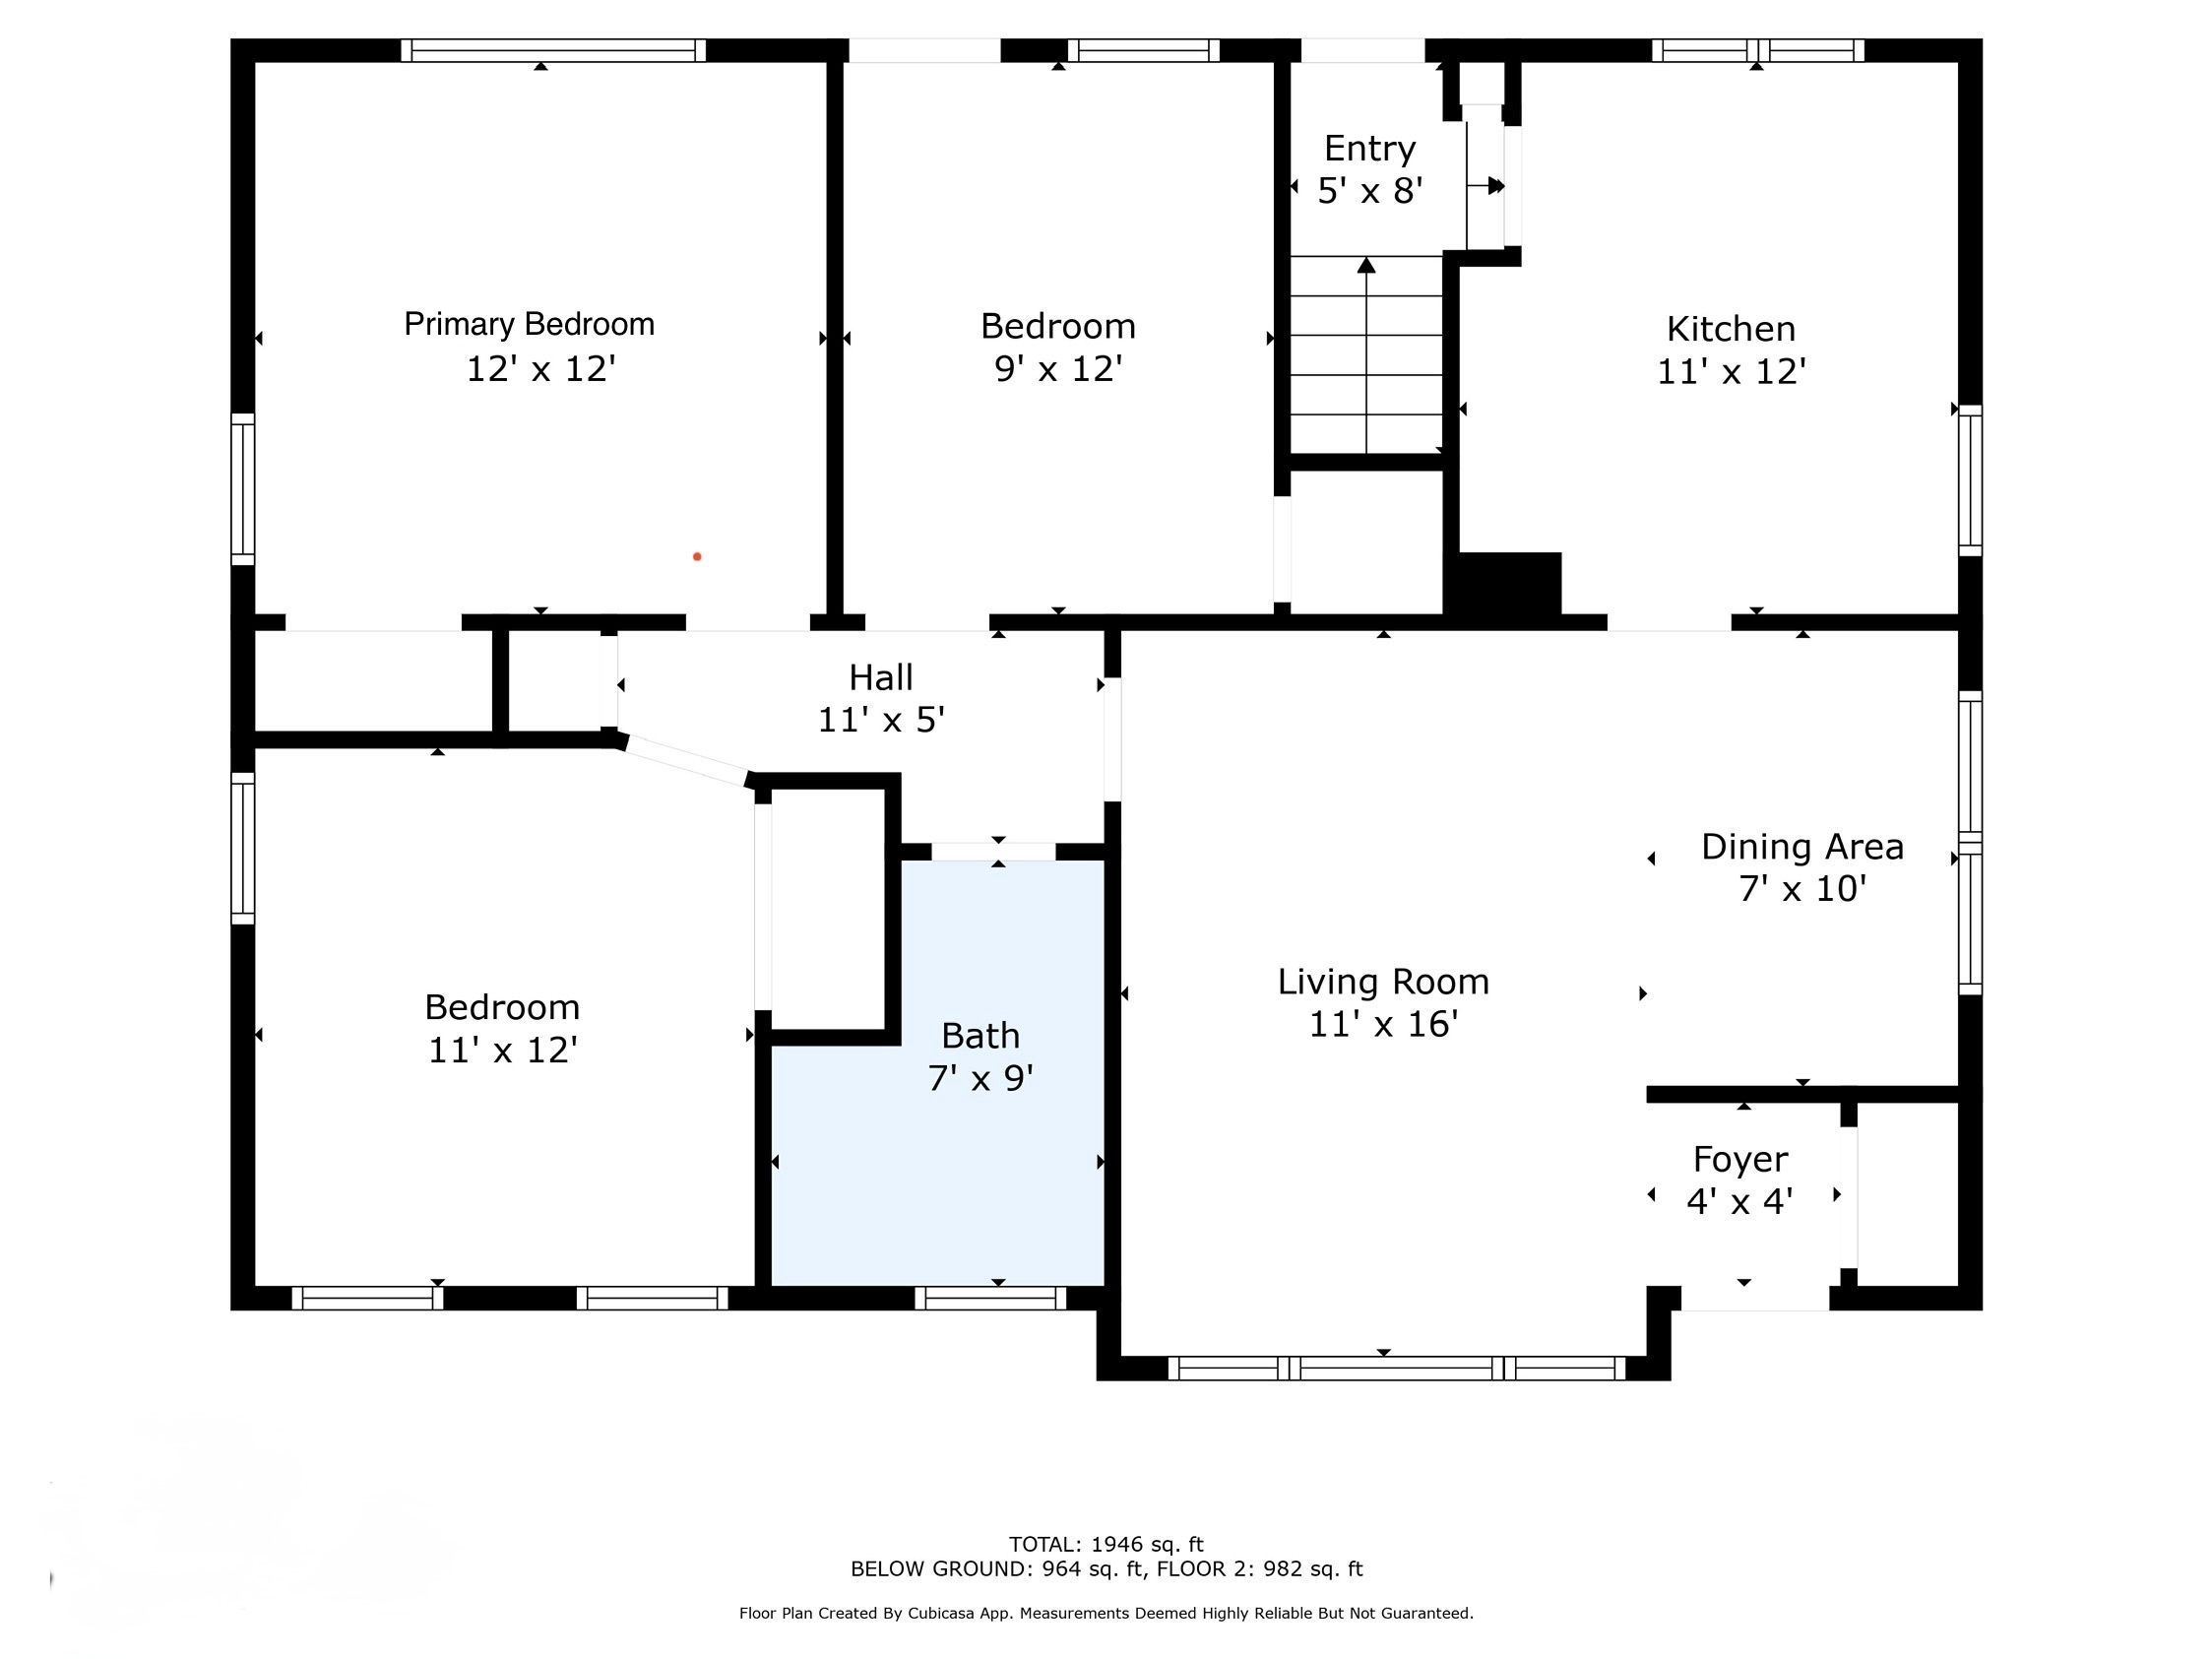 Entry
5' x 8'
Primary Bedroom
12' x 12'
Bedroom
9' x 12'
Kitchen
11' x 12'
Hall
11' x 5'
Dining Area
7' x 10'
Living Room
11' x 16'
Bedroom
11' x 12'
Bath
7' x 9'
Foyer
4' x 4'
TOTAL: 1946 sq. ft
BELOW GROUND: 964 sq. ft, FLOOR 2: 982 sq. ft
Floor Plan Created By Cubicasa App. Measurements Deemed Highly Reliable But Not Guaranteed.